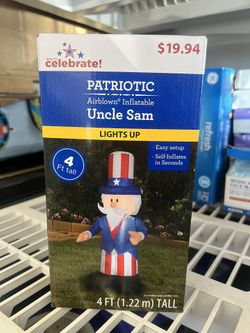 celebrate!
$19.94
PATRIOTIC
Airblown® Inflatable
Uncle Sam
LIGHTS UP
4
Ft tall
· Easy setup
· Self-Inflates
in Seconds
4 FT (1.22 m) TALL
refresh